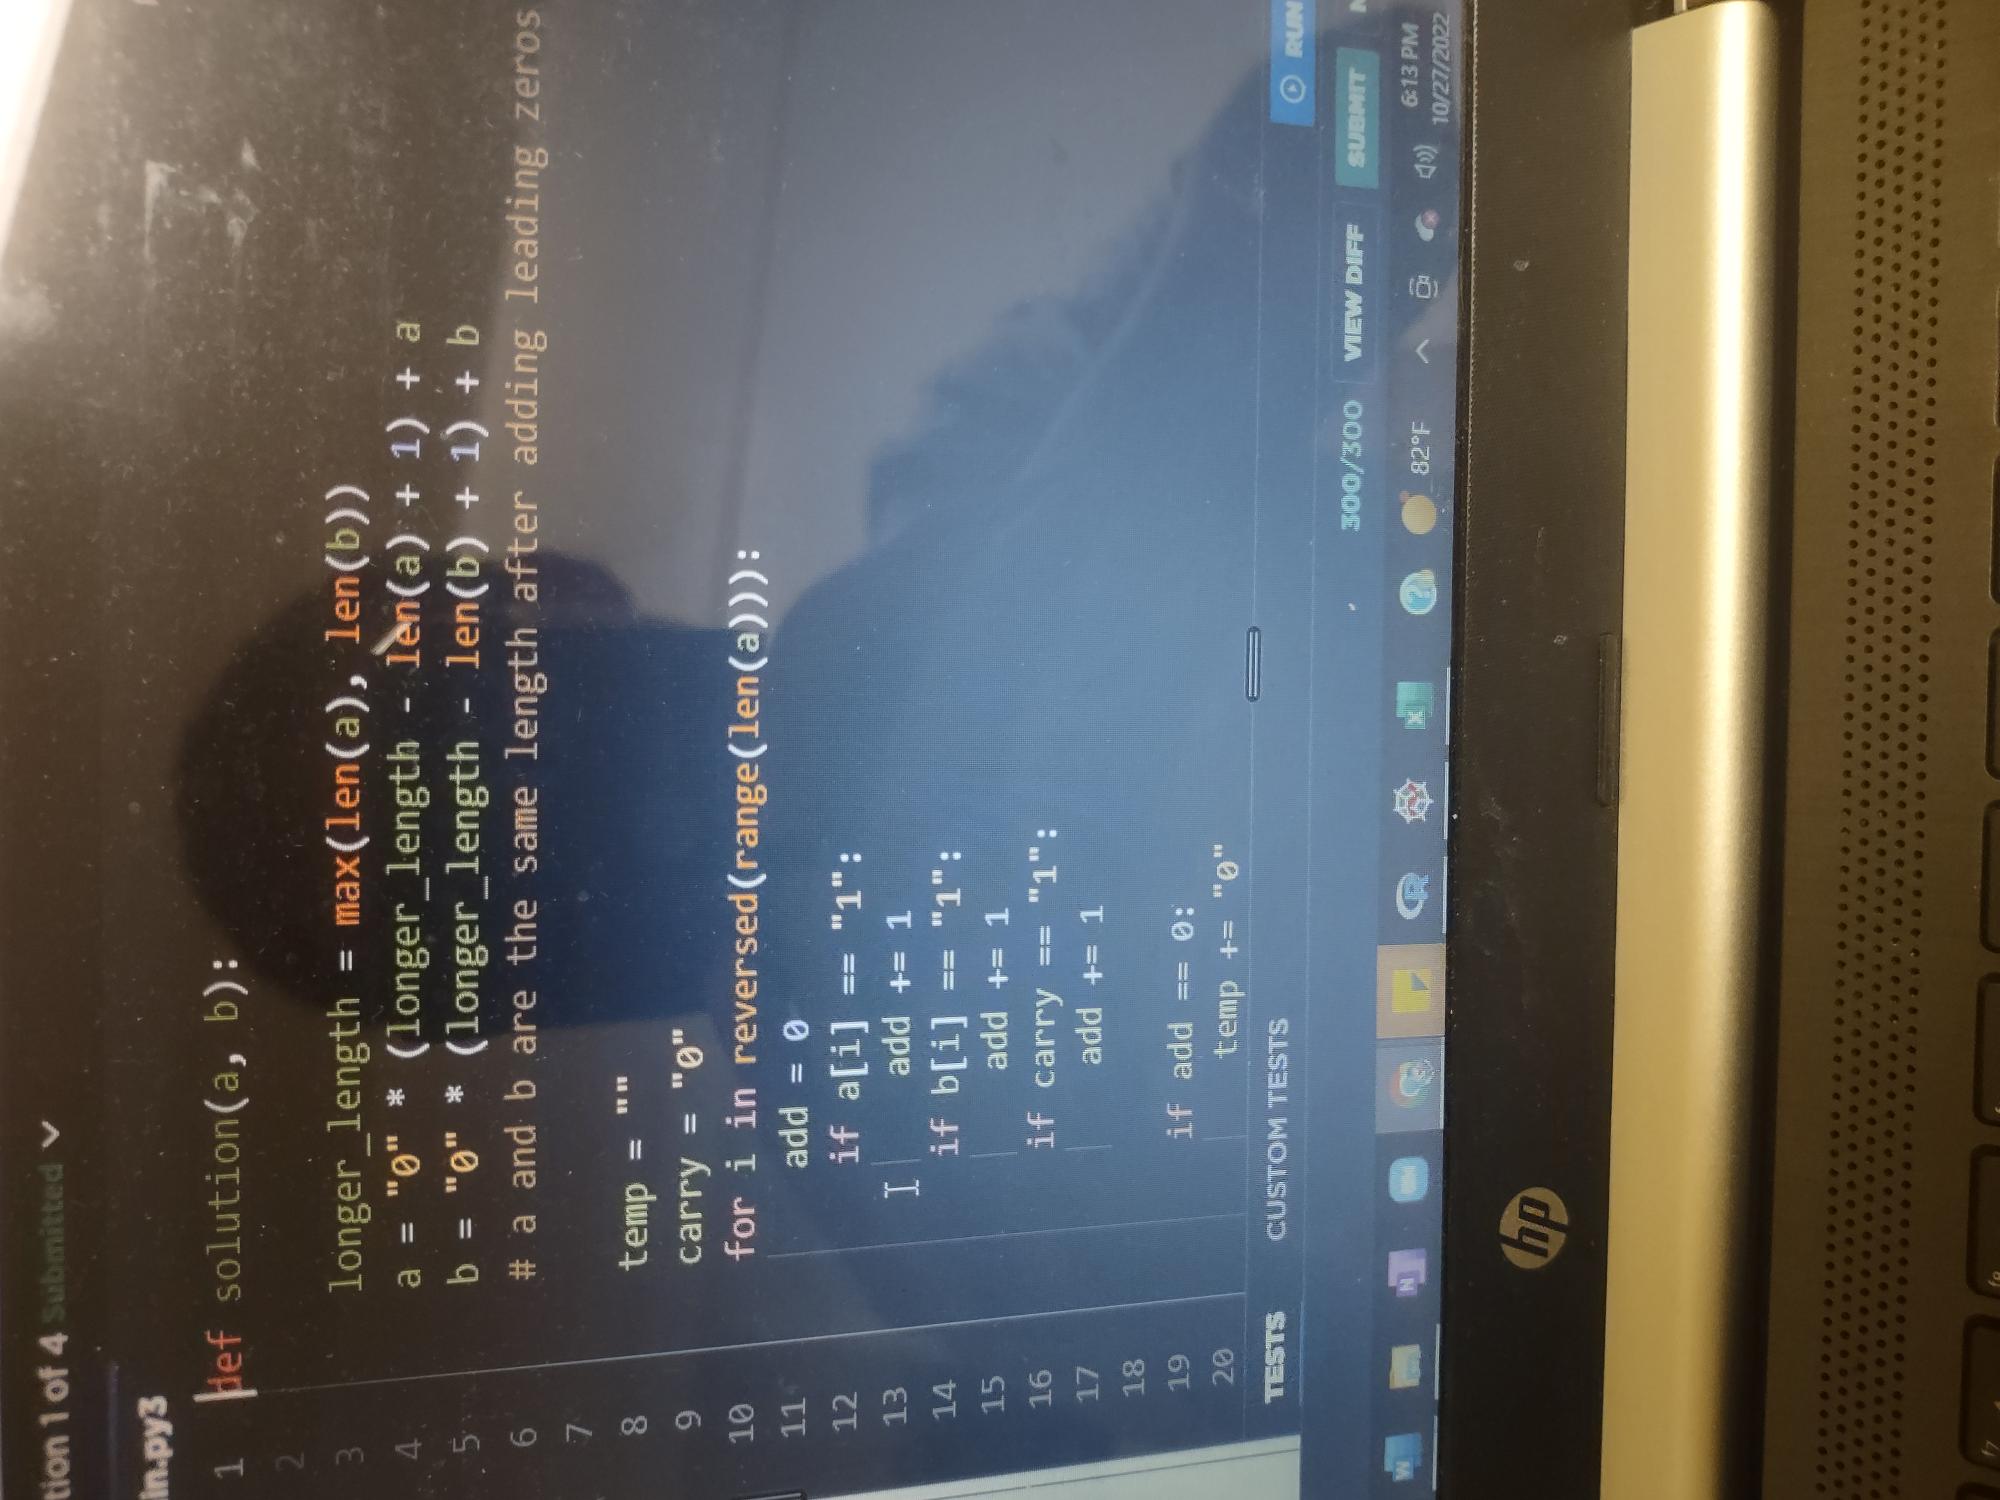 tion 1 of 4 Submitted
in.py3
1 def solution(a, b):
2
3 longer_length = max(len(a), len(b))
4 a = "0" * (longer_length - len(a) + 1) + a
5 b = "0" * (longer_length - len(b) + 1) + b
6 # a and b are the same length after adding leading zeros
7
8 temp = ""
9 carry = "0"
10 for i in reversed(range(len(a))):
11 add = 0
12 if a[i] == "1":
13 add += 1
14 if b[i] == "1":
15 add += 1
16 if carry == "1":
17 add += 1
18
19 if add == 0:
20 temp += "0"
TESTS CUSTOM TESTS
RUN
300/300 VIEW DIFF SUBMIT N
W N zm R X ? 82°F 6:13 PM
10/27/2022
hp
f7 f8